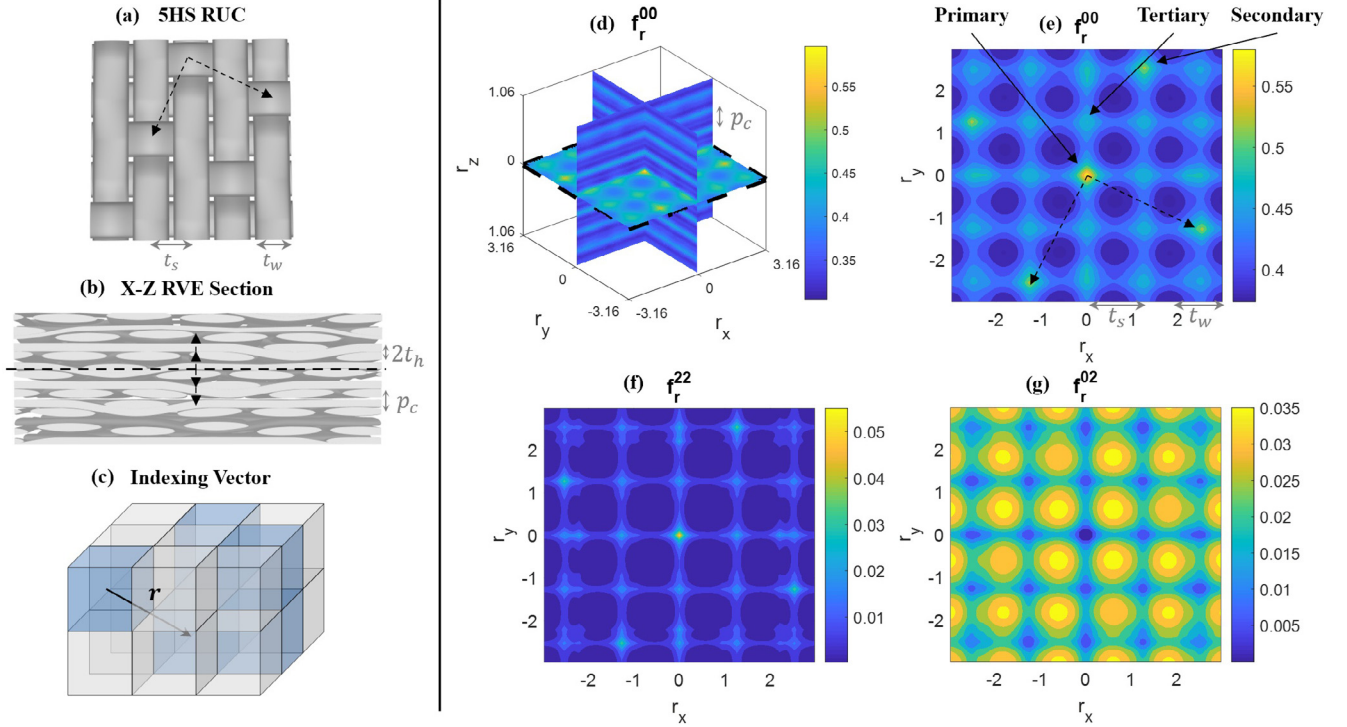 (a) 5HS RUC
t_s t_w
(b) X-Z RVE Section
2t_h
p_c
(c) Indexing Vector
r
(d) f_r^00
1.06
0
1.06
3.16
0
-3.16
-3.16
0
3.16
r_z
r_y
r_x
p_c
0.55
0.5
0.45
0.4
0.35
Primary Tertiary Secondary
(e) f_r^00
2
1
0
-1
-2
r_y
-2 -1 0 1 2
r_x
t_s t_w
0.55
0.5
0.45
0.4
(f) f_r^22
2
1
0
-1
-2
r_y
-2 -1 0 1 2
r_x
0.05
0.04
0.03
0.02
0.01
(g) f_r^02
2
1
0
-1
-2
r_y
-2 -1 0 1 2
r_x
0.035
0.03
0.025
0.02
0.015
0.01
0.005